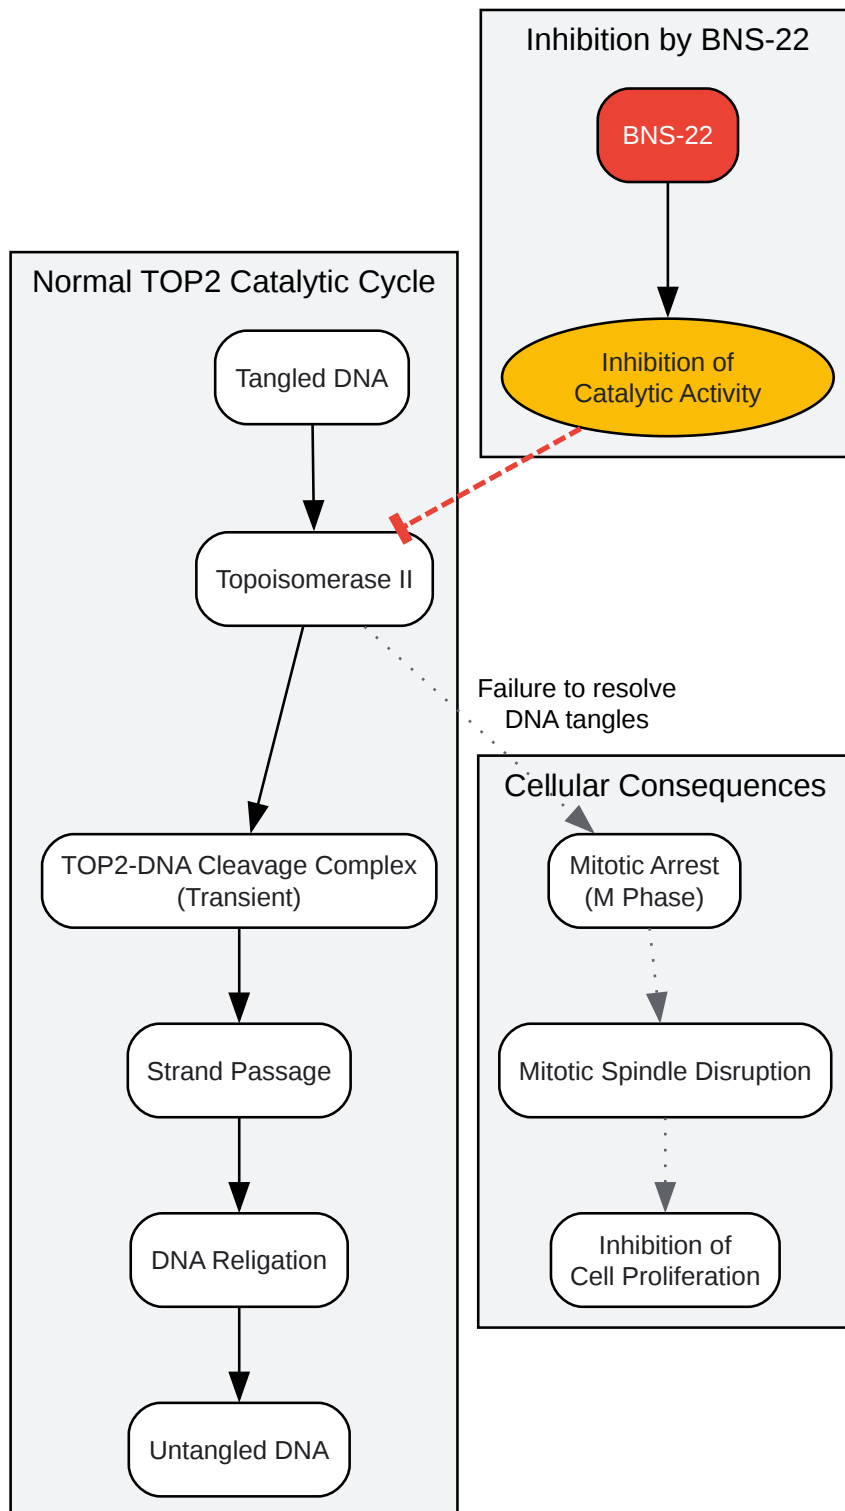 Inhibition by BNS-22
BNS-22
Inhibition of
Catalytic Activity
Normal TOP2 Catalytic Cycle
Tangled DNA
Topoisomerase II
TOP2-DNA Cleavage Complex
(Transient)
Strand Passage
DNA Religation
Untangled DNA
Failure to resolve
DNA tangles
Cellular Consequences
Mitotic Arrest
(M Phase)
Mitotic Spindle Disruption
Inhibition of
Cell Proliferation